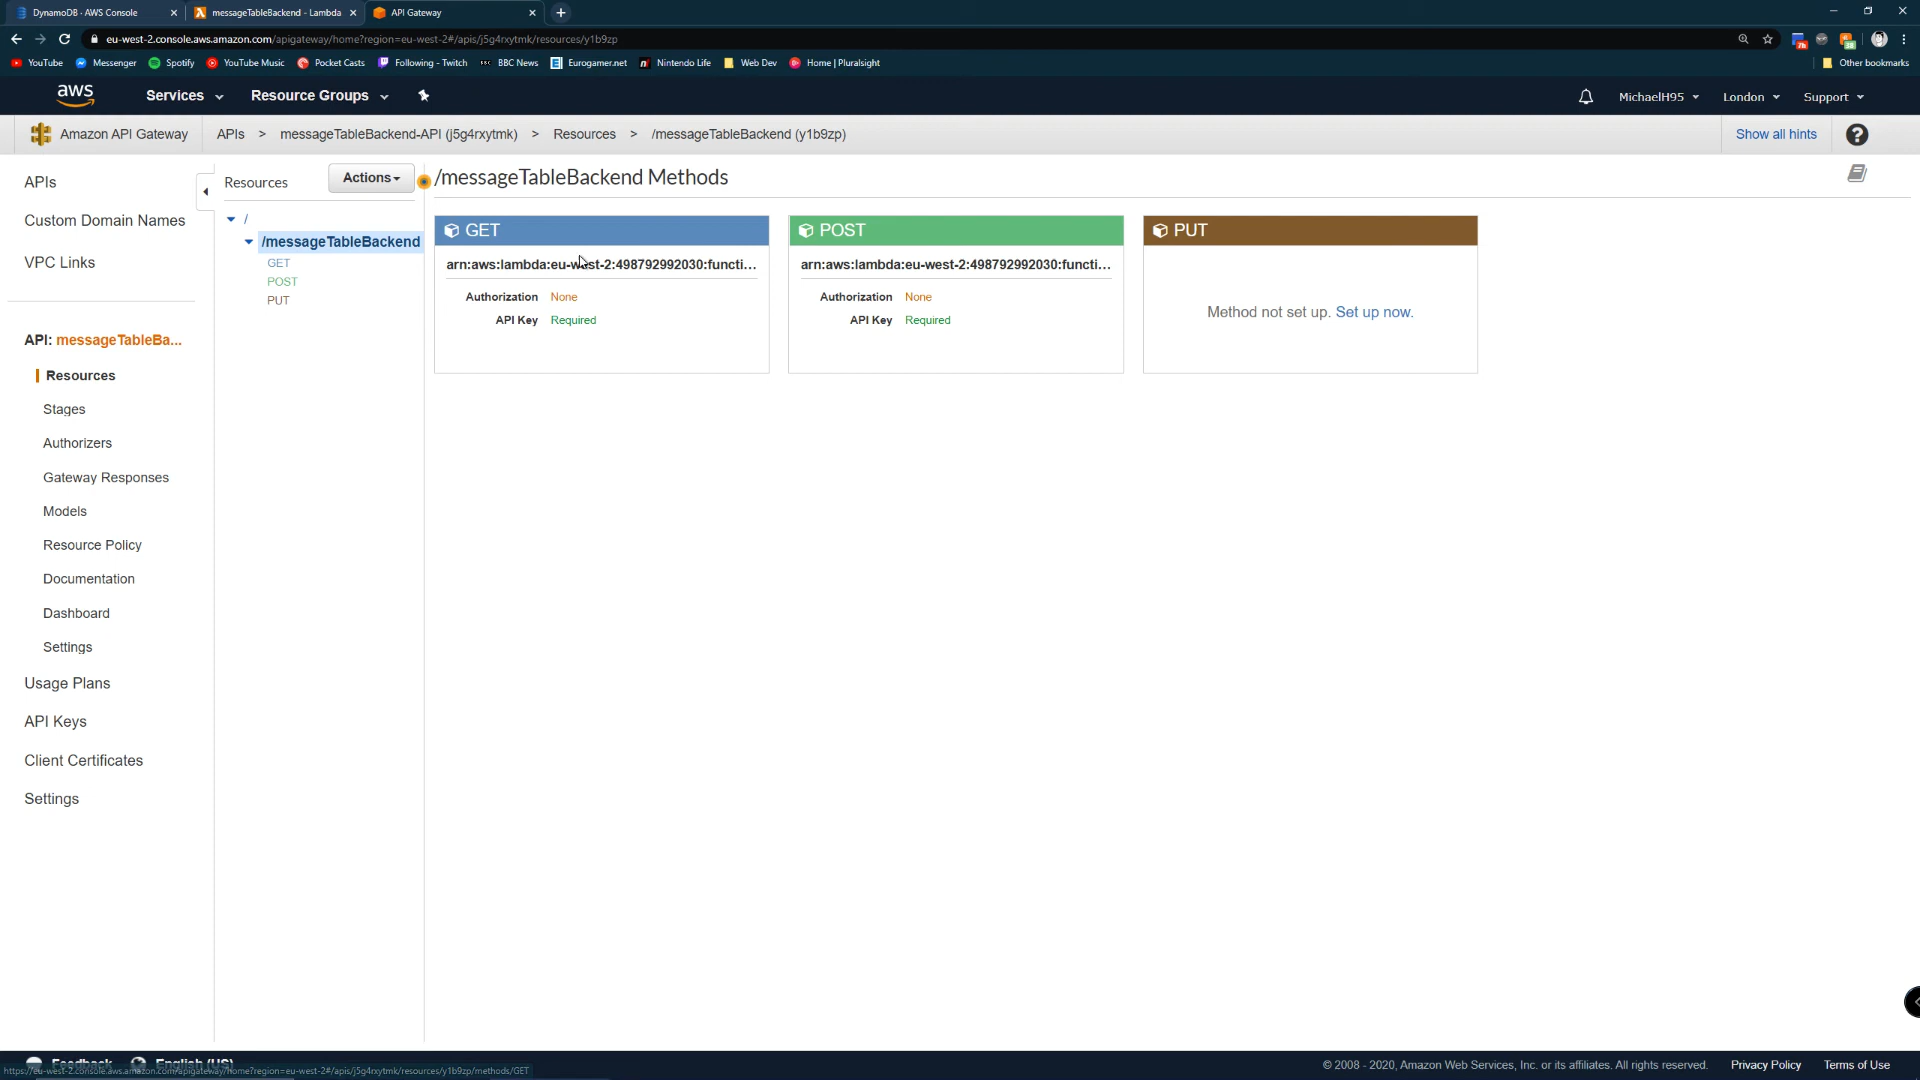 DynamoDB · AWS Console
messageTableBackend - Lambda
API Gateway
eu-west-2.console.aws.amazon.com/apigateway/home?region=eu-west-2#/apis/j5g4rxytmk/resources/y1b9zp
YouTube
Messenger
Spotify
YouTube Music
Pocket Casts
Following - Twitch
BBC News
Eurogamer.net
Nintendo Life
Web Dev
Home | Pluralsight
Other bookmarks
aws
Services
Resource Groups
MichaelH95
London
Support
Amazon API Gateway
APIs > messageTableBackend-API (j5g4rxytmk) > Resources > /messageTableBackend (y1b9zp)
Show all hints
?
APIs
Custom Domain Names
VPC Links
API: messageTableBa...
Resources
Stages
Authorizers
Gateway Responses
Models
Resource Policy
Documentation
Dashboard
Settings
Usage Plans
API Keys
Client Certificates
Settings
Resources
Actions
/
/messageTableBackend
GET
POST
PUT
/messageTableBackend Methods
GET
arn:aws:lambda:eu-west-2:498792992030:functi...
Authorization None
API Key Required
POST
arn:aws:lambda:eu-west-2:498792992030:functi...
Authorization None
API Key Required
PUT
Method not set up. Set up now.
Feedback
English (US)
© 2008 - 2020, Amazon Web Services, Inc. or its affiliates. All rights reserved.
Privacy Policy
Terms of Use
https://eu-west-2.console.aws.amazon.com/apigateway/home?region=eu-west-2#/apis/j5g4rxytmk/resources/y1b9zp/methods/GET